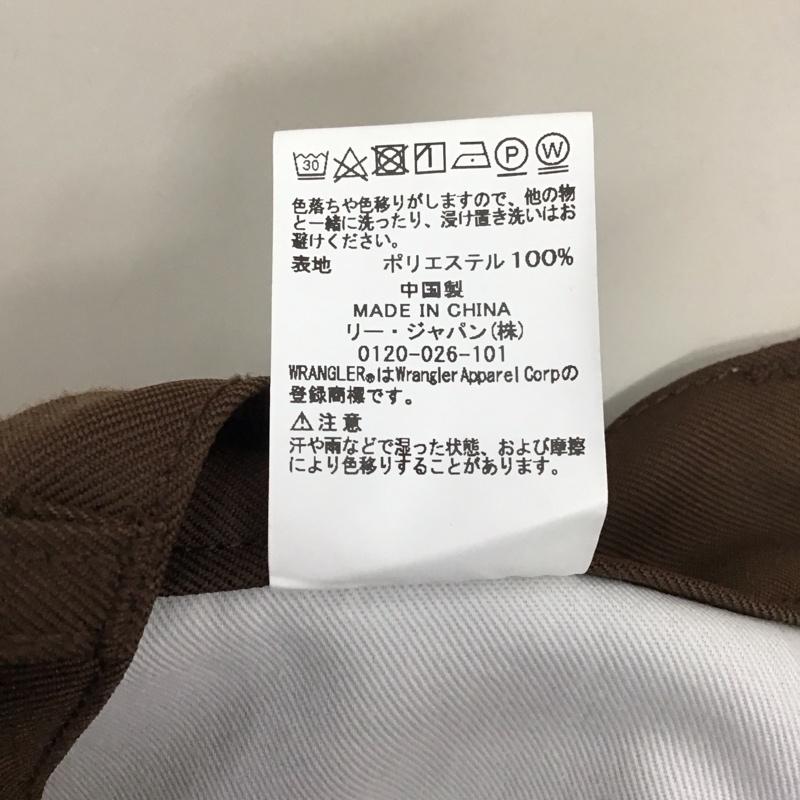 30 P W
色落ちや色移りがしますので、他の物
と一緒に洗ったり、浸け置き洗いはお
避けください。
表地 ポリエステル 100%
中国製
MADE IN CHINA
リー・ジャパン(株)
0120-026-101
WRANGLER®はWrangler Apparel Corpの
登録商標です。
⚠注意
汗や雨などで湿った状態、および摩擦
により色移りすることがあります。